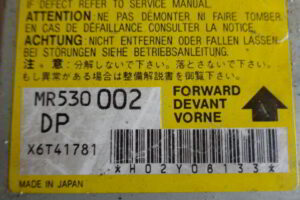 IF DEFECT REFER TO SERVICE MANUAL.
ATTENTION NE PAS DÉMONTER NI FAIRE TOMBER.
EN CAS DE DÉFAILLANCE CONSULTER LA NOTICE.
ACHTUNG: NICHT ENTFERNEN ODER FALLEN LASSEN.
BEI STÖRUNGEN SIEHE BETRIEBSANLEITUNG.
注・意:分解しないで下さい。落とさないで下さい。
もし異常がある場合は整備解説書を御覧下さい。
MR530 002
DP
FORWARD
DEVANT
VORNE
X6T41781
*H02Y08133*
MADE IN JAPAN